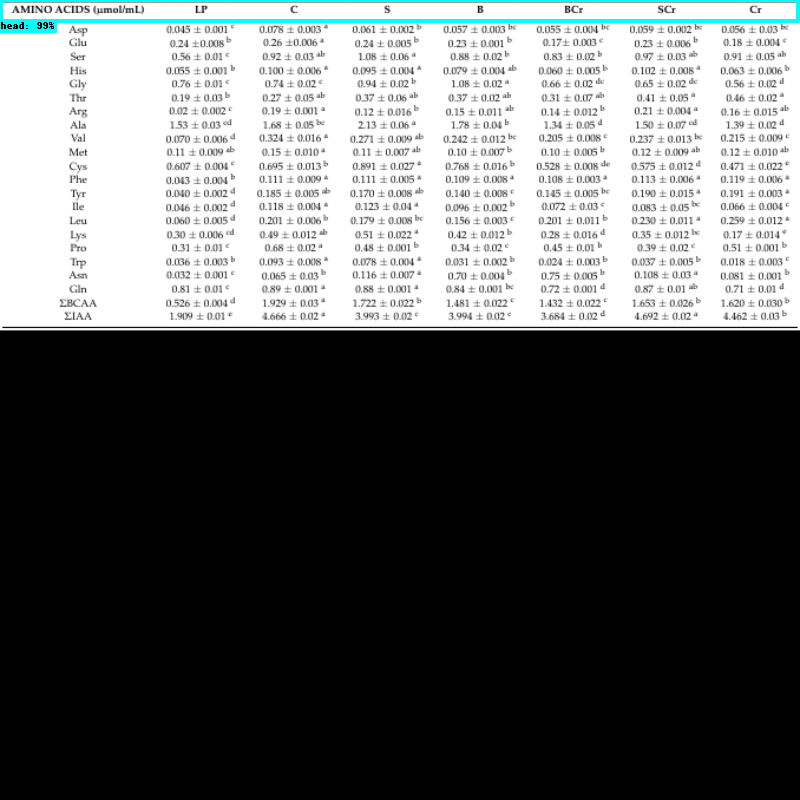 AMINO ACIDS (µmol/mL) LP C S B BCr SCr Cr
head: 99%
Asp 0.045 ± 0.001 c 0.078 ± 0.003 a 0.061 ± 0.002 b 0.057 ± 0.003 bc 0.055 ± 0.004 bc 0.059 ± 0.002 bc 0.056 ± 0.03 bc
Glu 0.24 ± 0.008 b 0.26 ± 0.006 a 0.24 ± 0.005 b 0.23 ± 0.001 b 0.17 ± 0.003 c 0.23 ± 0.006 b 0.18 ± 0.004 c
Ser 0.56 ± 0.01 c 0.92 ± 0.03 ab 1.08 ± 0.06 a 0.88 ± 0.02 b 0.83 ± 0.02 b 0.97 ± 0.03 ab 0.91 ± 0.05 ab
His 0.055 ± 0.001 b 0.100 ± 0.006 a 0.095 ± 0.004 a 0.079 ± 0.004 ab 0.060 ± 0.005 b 0.102 ± 0.008 a 0.063 ± 0.006 b
Gly 0.76 ± 0.01 c 0.74 ± 0.02 c 0.94 ± 0.02 b 1.08 ± 0.02 a 0.66 ± 0.02 dc 0.65 ± 0.02 dc 0.56 ± 0.02 d
Thr 0.19 ± 0.03 b 0.27 ± 0.05 ab 0.37 ± 0.06 ab 0.37 ± 0.02 ab 0.31 ± 0.07 ab 0.41 ± 0.05 a 0.46 ± 0.02 a
Arg 0.02 ± 0.002 c 0.19 ± 0.001 a 0.12 ± 0.016 b 0.15 ± 0.011 ab 0.14 ± 0.012 b 0.21 ± 0.004 a 0.16 ± 0.015 ab
Ala 1.53 ± 0.03 cd 1.68 ± 0.05 bc 2.13 ± 0.06 a 1.78 ± 0.04 b 1.34 ± 0.05 d 1.50 ± 0.07 cd 1.39 ± 0.02 d
Val 0.070 ± 0.006 d 0.324 ± 0.016 a 0.271 ± 0.009 ab 0.242 ± 0.012 bc 0.205 ± 0.008 c 0.237 ± 0.013 bc 0.215 ± 0.009 c
Met 0.11 ± 0.009 ab 0.15 ± 0.010 a 0.11 ± 0.007 ab 0.10 ± 0.007 b 0.10 ± 0.005 b 0.12 ± 0.009 ab 0.12 ± 0.010 ab
Cys 0.607 ± 0.004 c 0.695 ± 0.013 b 0.891 ± 0.027 a 0.768 ± 0.016 b 0.528 ± 0.008 de 0.575 ± 0.012 d 0.471 ± 0.022 e
Phe 0.043 ± 0.004 b 0.111 ± 0.009 a 0.111 ± 0.005 a 0.109 ± 0.008 a 0.108 ± 0.003 a 0.113 ± 0.006 a 0.119 ± 0.006 a
Tyr 0.040 ± 0.002 d 0.185 ± 0.005 ab 0.170 ± 0.008 ab 0.140 ± 0.008 c 0.145 ± 0.005 bc 0.190 ± 0.015 a 0.191 ± 0.003 a
Ile 0.046 ± 0.002 d 0.118 ± 0.004 a 0.123 ± 0.04 a 0.096 ± 0.002 b 0.072 ± 0.03 c 0.083 ± 0.05 bc 0.066 ± 0.004 c
Leu 0.060 ± 0.005 d 0.201 ± 0.006 b 0.179 ± 0.008 bc 0.156 ± 0.003 c 0.201 ± 0.011 b 0.230 ± 0.011 a 0.259 ± 0.012 a
Lys 0.30 ± 0.006 cd 0.49 ± 0.012 ab 0.51 ± 0.022 a 0.42 ± 0.012 b 0.28 ± 0.016 d 0.35 ± 0.012 bc 0.17 ± 0.014 e
Pro 0.31 ± 0.01 c 0.68 ± 0.02 a 0.48 ± 0.001 b 0.34 ± 0.02 c 0.45 ± 0.01 b 0.39 ± 0.02 c 0.51 ± 0.001 b
Trp 0.036 ± 0.003 b 0.093 ± 0.008 a 0.078 ± 0.004 a 0.031 ± 0.002 b 0.024 ± 0.003 b 0.037 ± 0.005 b 0.018 ± 0.003 c
Asn 0.032 ± 0.001 c 0.065 ± 0.03 b 0.116 ± 0.007 a 0.70 ± 0.004 b 0.75 ± 0.005 b 0.108 ± 0.03 a 0.081 ± 0.001 b
Gln 0.81 ± 0.01 c 0.89 ± 0.001 a 0.88 ± 0.001 a 0.84 ± 0.001 bc 0.72 ± 0.001 d 0.87 ± 0.01 ab 0.71 ± 0.01 d
ΣBCAA 0.526 ± 0.004 d 1.929 ± 0.03 a 1.722 ± 0.022 b 1.481 ± 0.022 c 1.432 ± 0.022 c 1.653 ± 0.026 b 1.620 ± 0.030 b
ΣIAA 1.909 ± 0.01 e 4.666 ± 0.02 a 3.993 ± 0.02 c 3.994 ± 0.02 c 3.684 ± 0.02 d 4.692 ± 0.02 a 4.462 ± 0.03 b